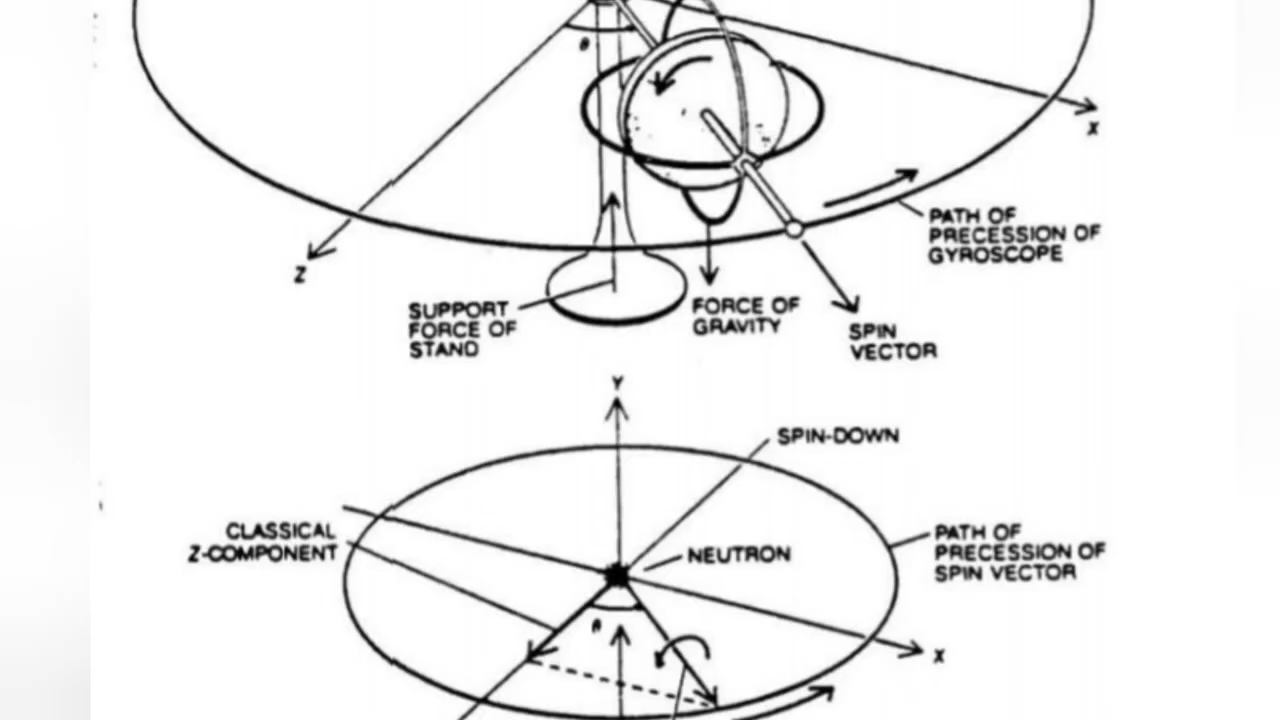 θ
X
PATH OF
PRECESSION OF
GYROSCOPE
Z
SUPPORT
FORCE OF
STAND
FORCE OF
GRAVITY
SPIN
VECTOR
Y
SPIN-DOWN
CLASSICAL
Z-COMPONENT
NEUTRON
PATH OF
PRECESSION OF
SPIN VECTOR
θ
X